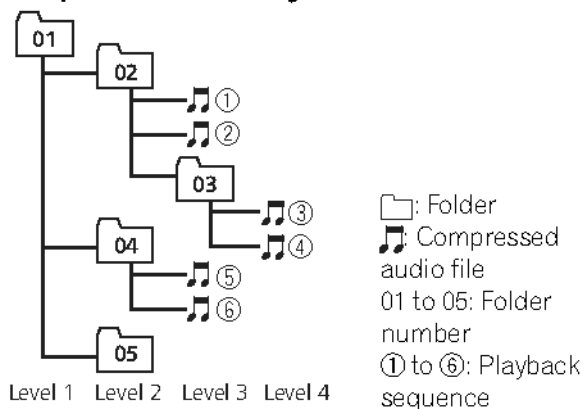 01
02
①
②
03
③
④
04
⑤
⑥
05
Level 1 Level 2 Level 3 Level 4
: Folder
: Compressed
audio file
01 to 05: Folder
number
① to ⑥: Playback
sequence